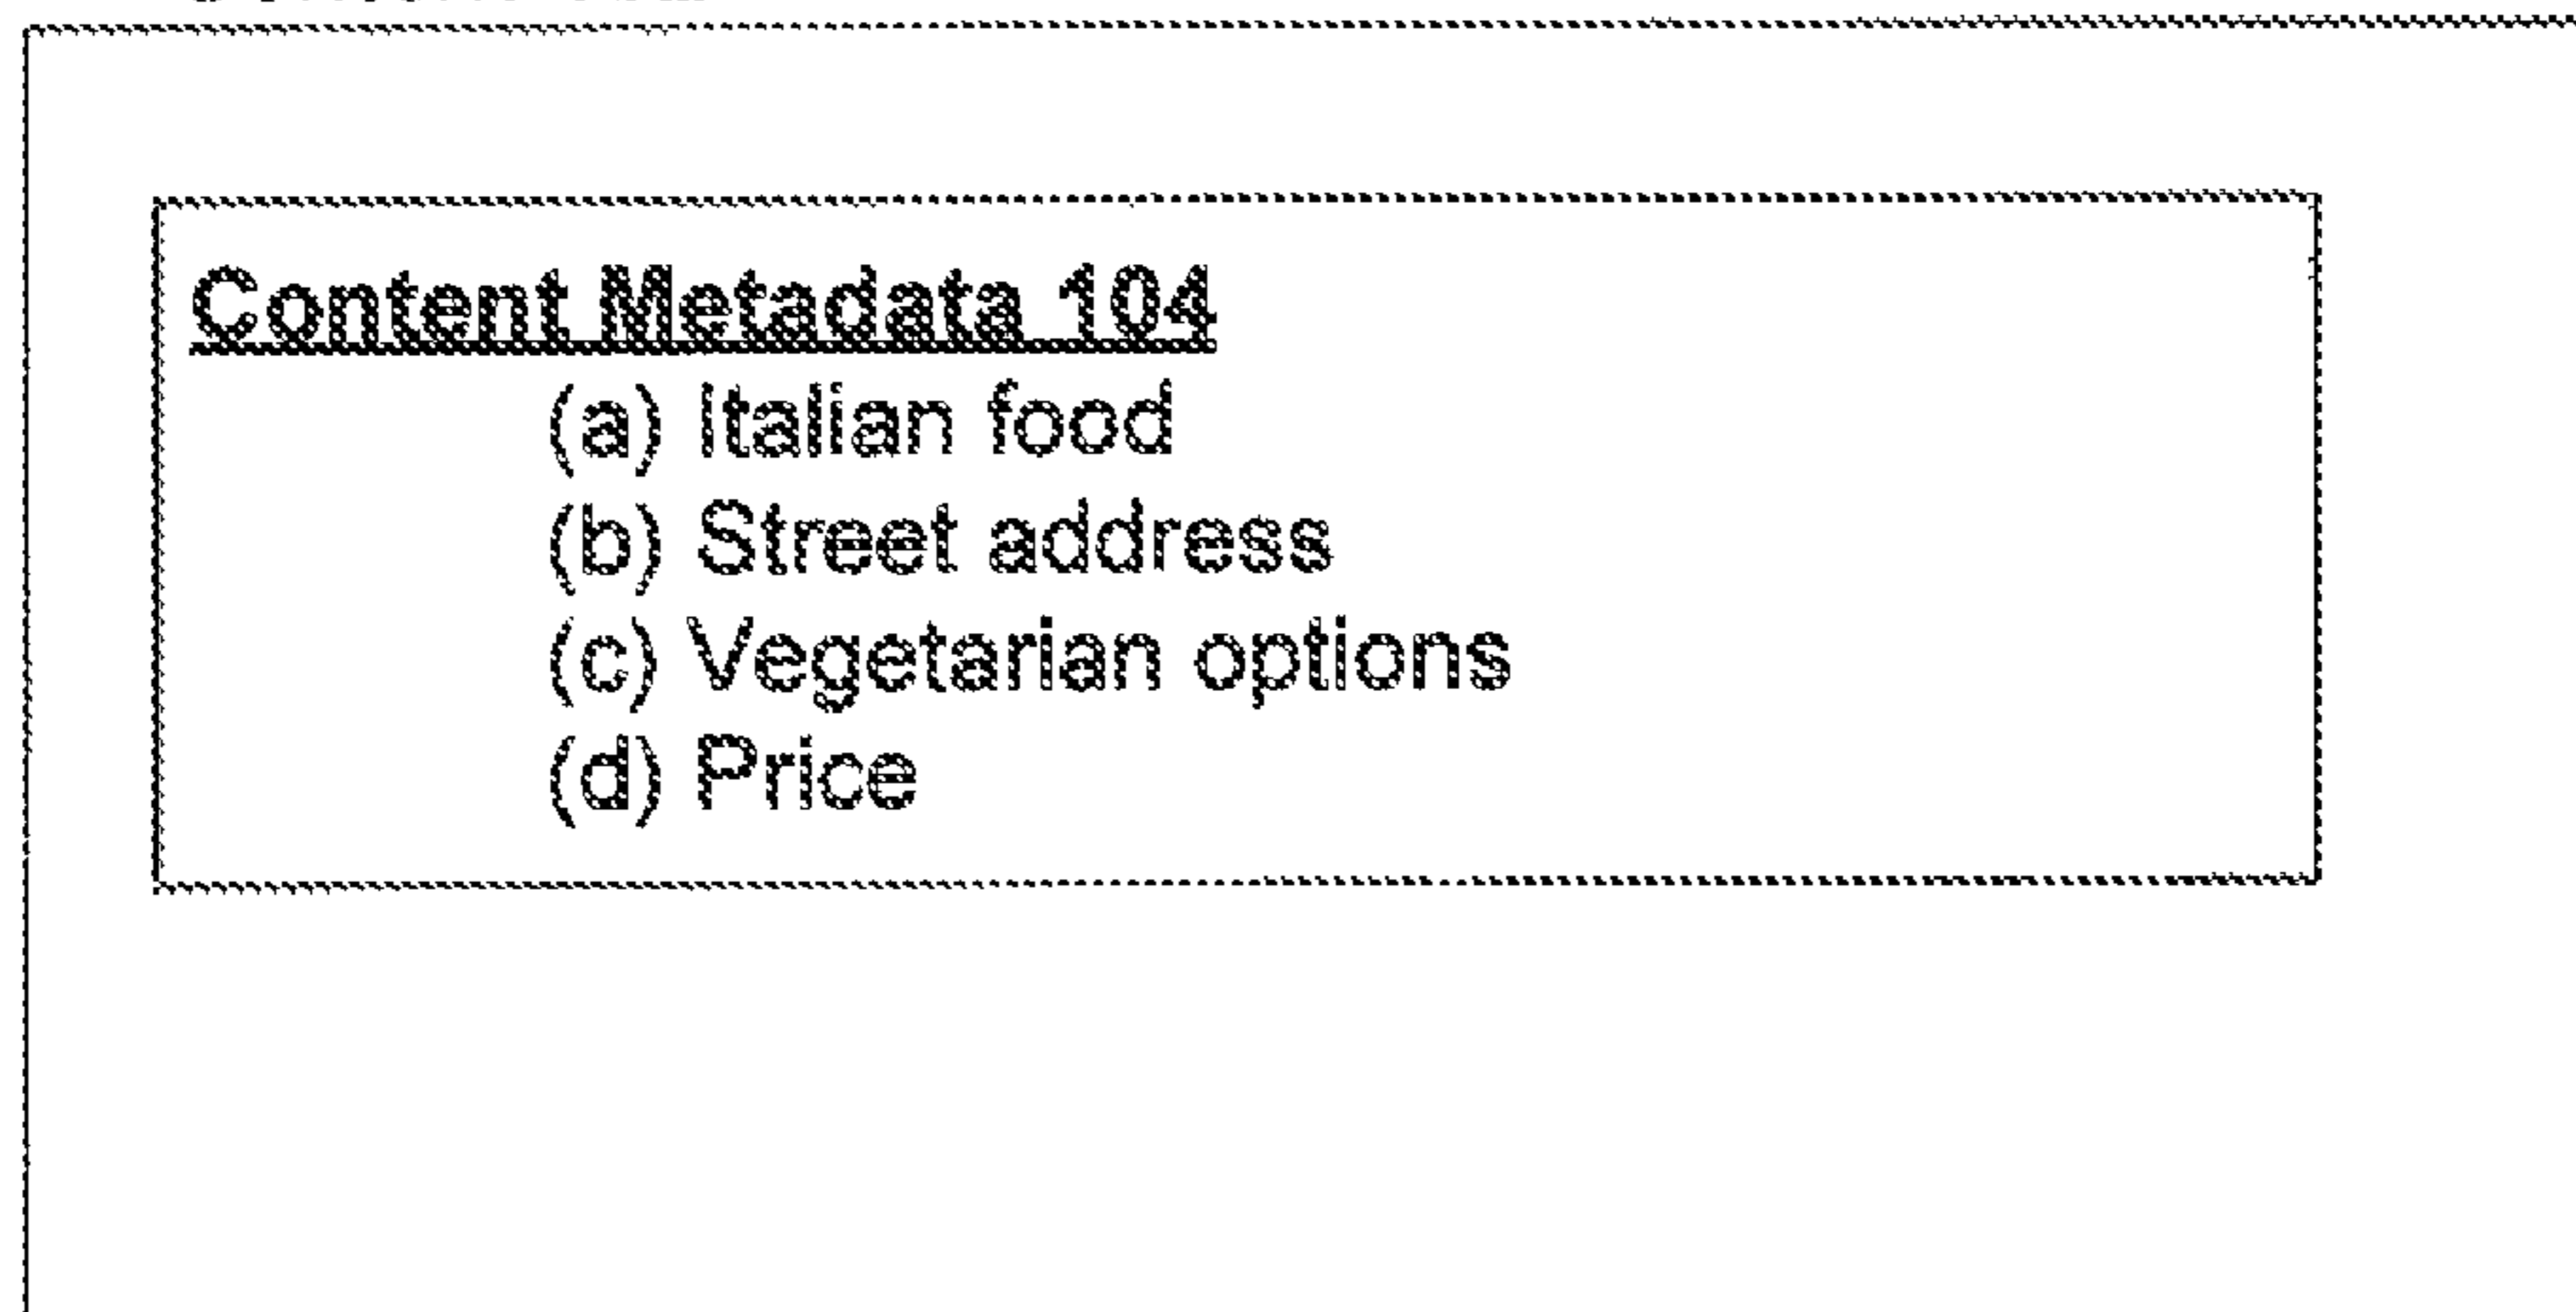 Content Metadata 104
(a) Italian food
(b) Street address
(c) Vegetarian options
(d) Price